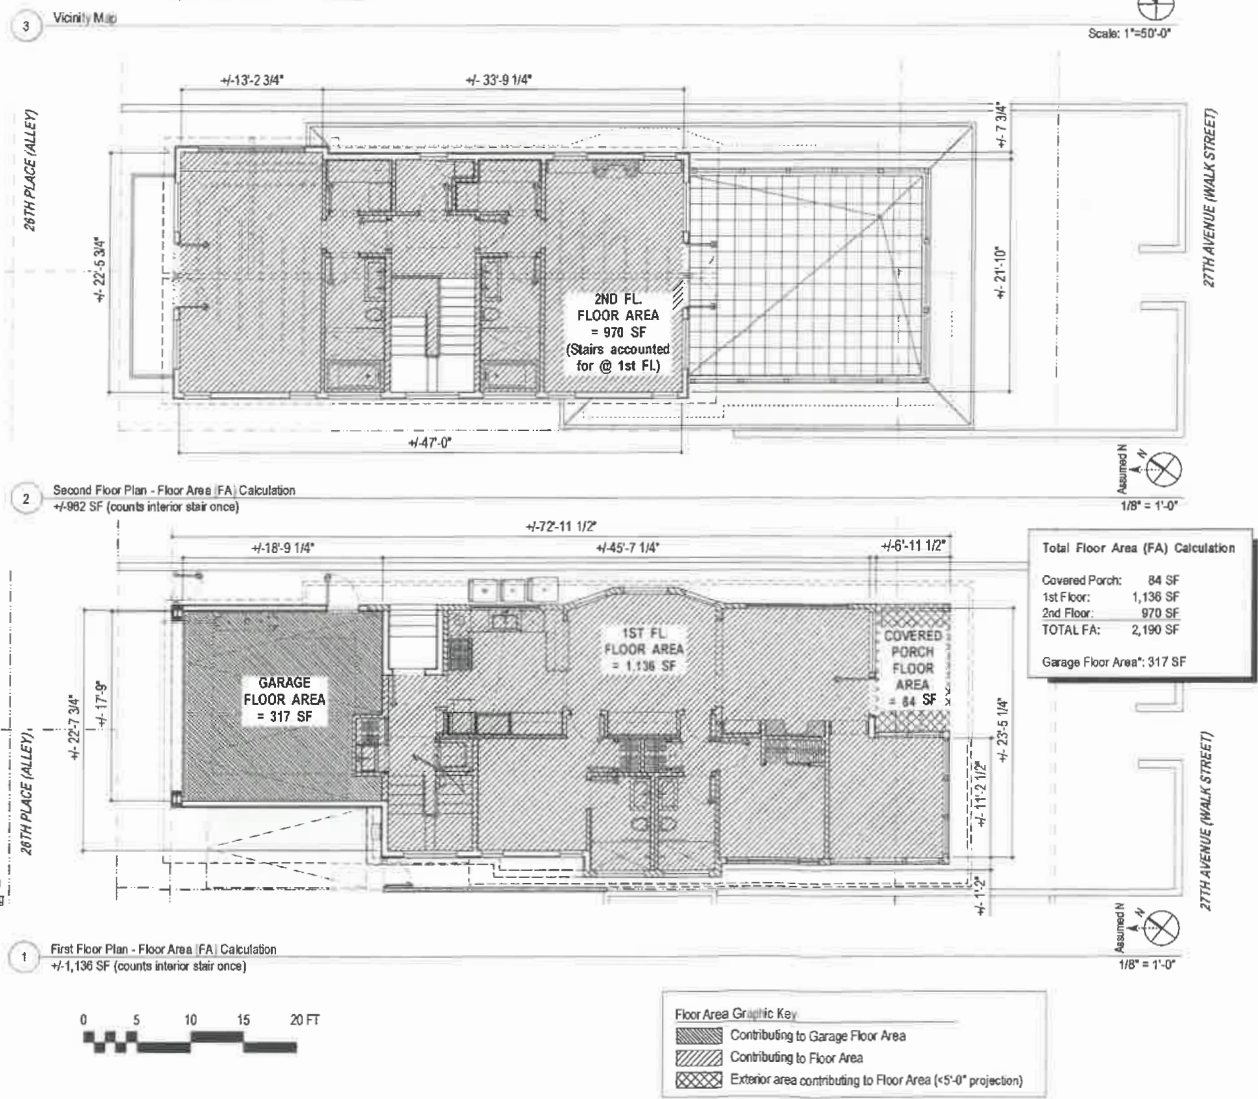 3 Vicinity Map
Scale: 1"=50'-0"
+/-13'-2 3/4"
+/- 33'-9 1/4"
+/- 7 3/4"
26TH PLACE (ALLEY)
27TH AVENUE (WALK STREET)
+/- 22'-5 3/4"
+/- 21'-10"
2ND FL.
FLOOR AREA
= 970 SF
(Stairs accounted
for @ 1st Fl.)
+/-47'-0"
Assumed N
N
1/8" = 1'-0"
2 Second Floor Plan - Floor Area (FA) Calculation
+/-982 SF (counts interior stair once)
+/-72'-11 1/2"
+/-18'-9 1/4"
+/-45'-7 1/4"
+/-6'-11 1/2"
Total Floor Area (FA) Calculation
Covered Porch: 84 SF
1st Floor: 1,136 SF
2nd Floor: 970 SF
TOTAL FA: 2,190 SF
Garage Floor Area*: 317 SF
26TH PLACE (ALLEY)
+/- 22'-7 3/4"
+/- 17'-9"
GARAGE
FLOOR AREA
= 317 SF
1ST FL
FLOOR AREA
= 1,136 SF
COVERED
PORCH
FLOOR
AREA
= 84 SF
+/- 23'-5 1/4"
+/- 11'-2 1/2"
+/- 1'-2"
27TH AVENUE (WALK STREET)
Assumed N
N
1/8" = 1'-0"
1 First Floor Plan - Floor Area (FA) Calculation
+/-1,136 SF (counts interior stair once)
0 5 10 15 20 FT
Floor Area Graphic Key
Contributing to Garage Floor Area
Contributing to Floor Area
Exterior area contributing to Floor Area (<5'-0" projection)